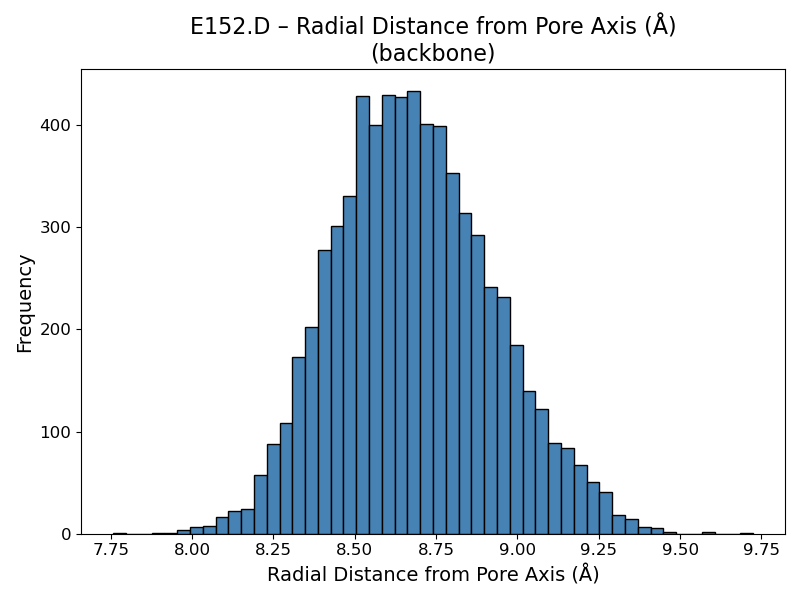 E152.D – Radial Distance from Pore Axis (Å)
(backbone)
Frequency
400
300
200
100
0
7.75 8.00 8.25 8.50 8.75 9.00 9.25 9.50 9.75
Radial Distance from Pore Axis (Å)